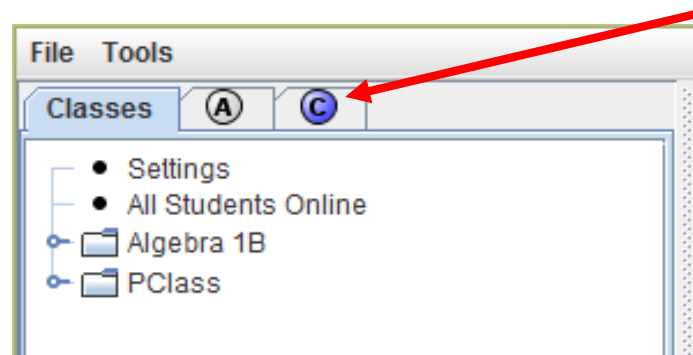 File Tools
Classes A C
Settings
All Students Online
Algebra 1B
PClass